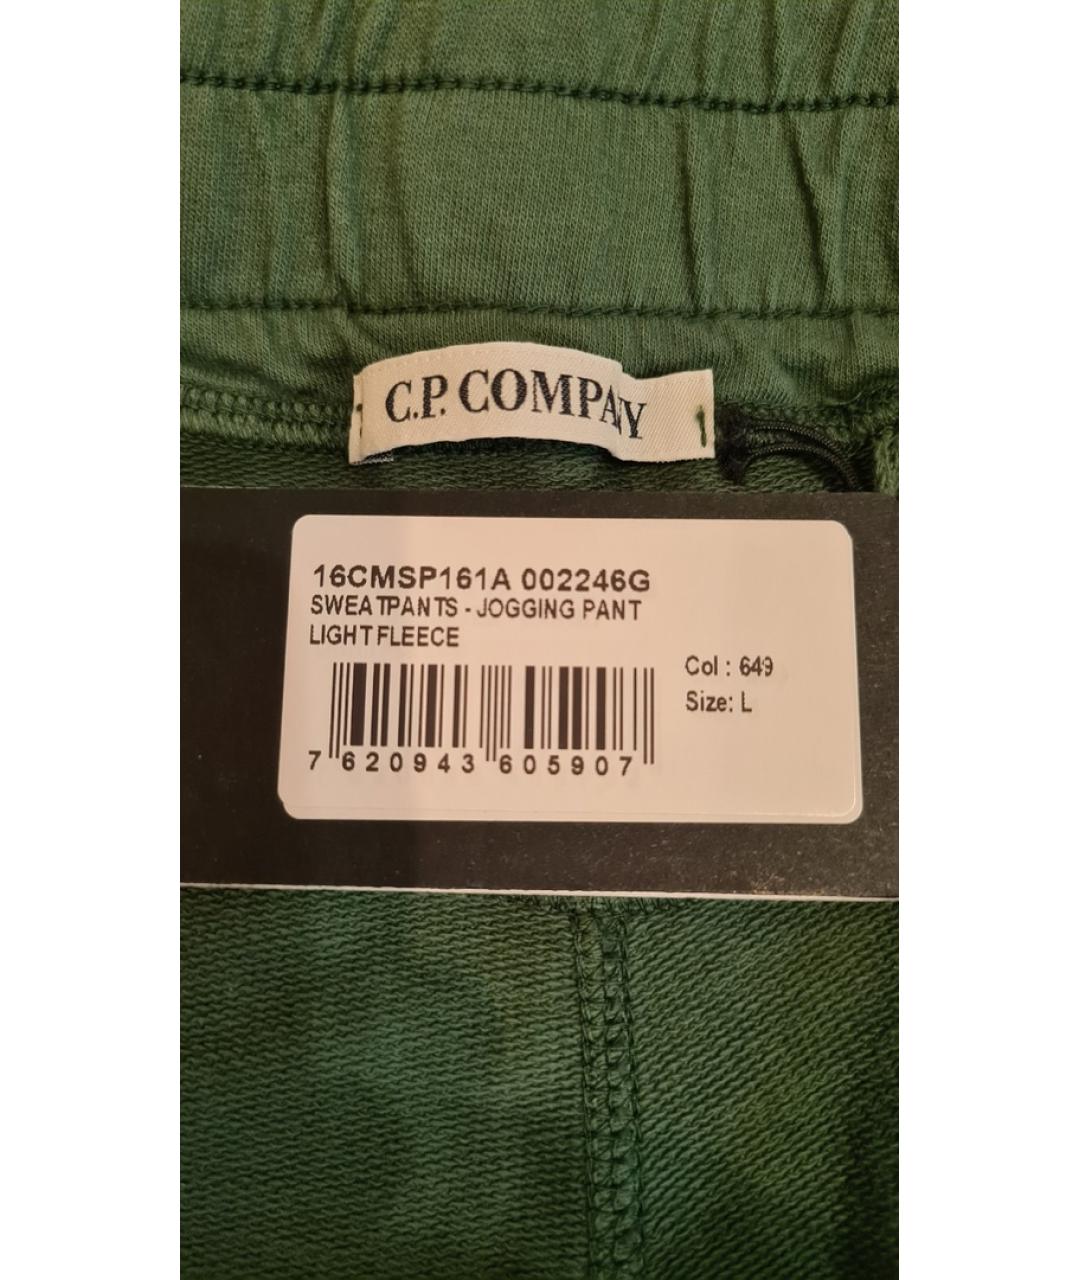 C.P. COMPANY
16CMSP161A 002246G
SWEATPANTS - JOGGING PANT
LIGHT FLEECE
Col : 649
Size: L
7 620943 605907